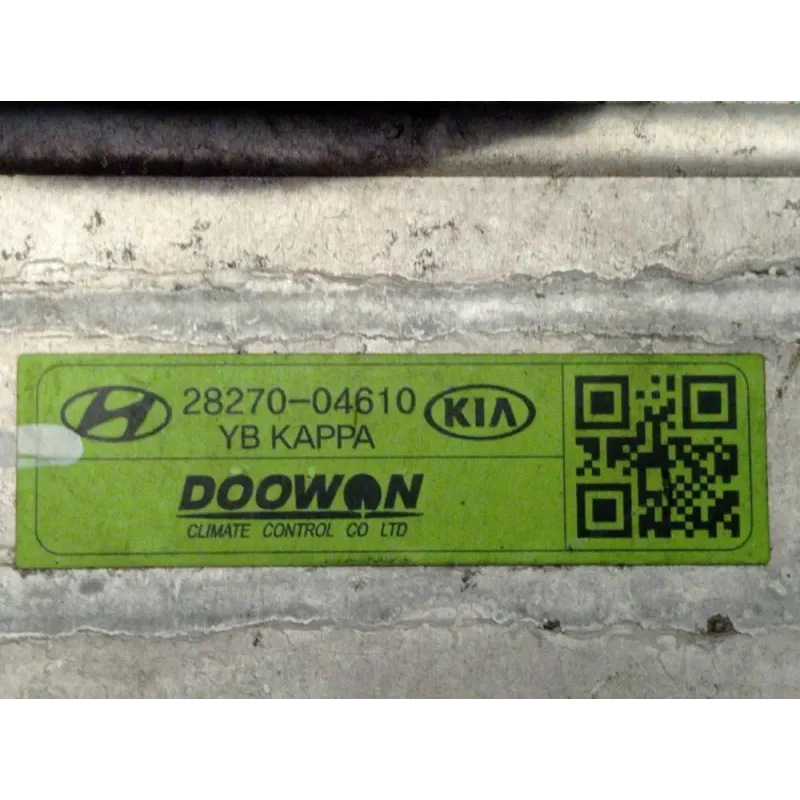 28270-04610 KIA
YB KAPPA
DOOWON
CLIMATE CONTROL CO LTD